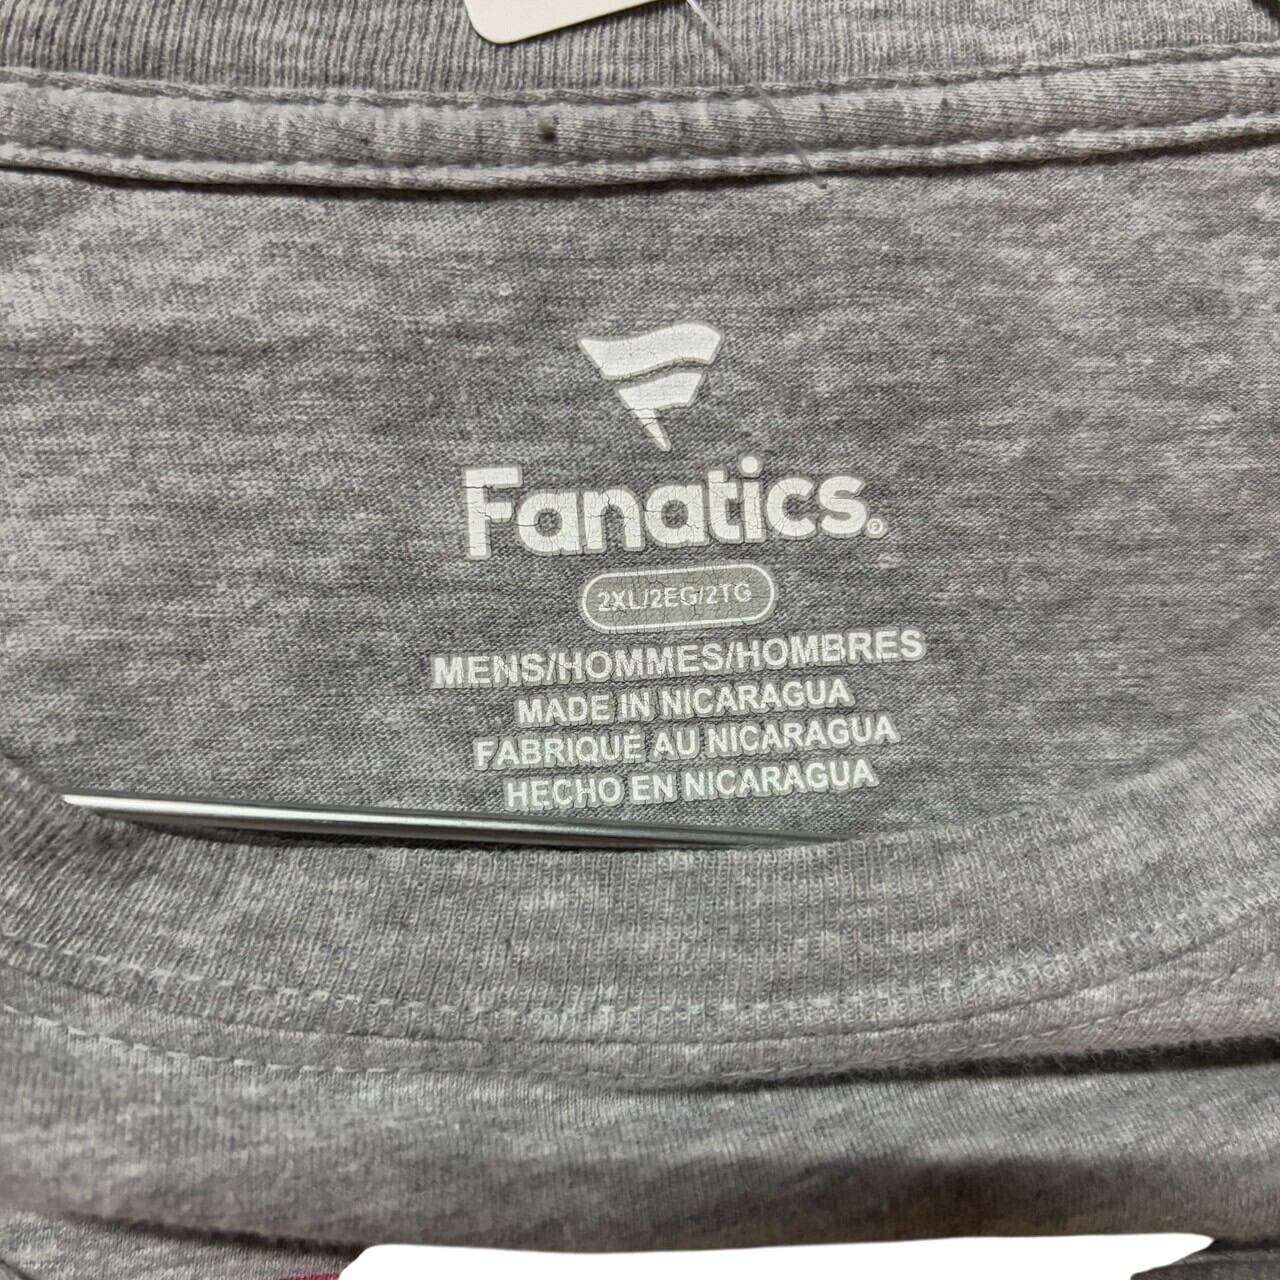 Fanatics®
2XL/2EG/2TG
MENS/HOMMES/HOMBRES
MADE IN NICARAGUA
FABRIQUÉ AU NICARAGUA
HECHO EN NICARAGUA